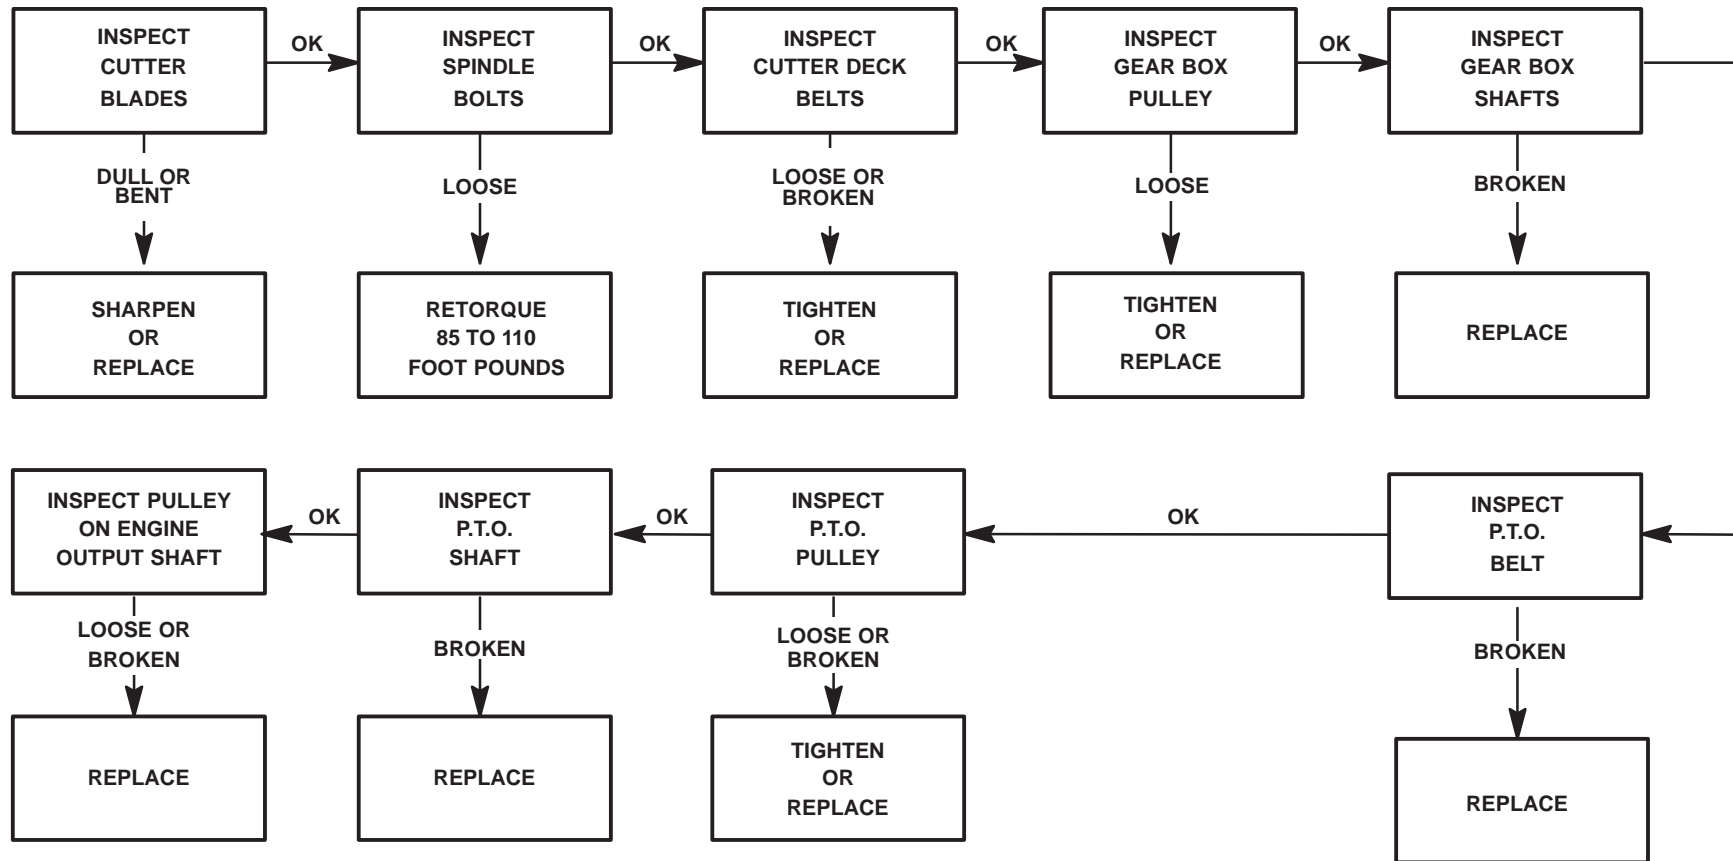 INSPECT
CUTTER
BLADES
OK
INSPECT
SPINDLE
BOLTS
OK
INSPECT
CUTTER DECK
BELTS
OK
INSPECT
GEAR BOX
PULLEY
OK
INSPECT
GEAR BOX
SHAFTS
DULL OR
BENT
LOOSE
LOOSE OR
BROKEN
LOOSE
BROKEN
SHARPEN
OR
REPLACE
RETORQUE
85 TO 110
FOOT POUNDS
TIGHTEN
OR
REPLACE
TIGHTEN
OR
REPLACE
REPLACE
INSPECT PULLEY
ON ENGINE
OUTPUT SHAFT
OK
INSPECT
P.T.O.
SHAFT
OK
INSPECT
P.T.O.
PULLEY
OK
INSPECT
P.T.O.
BELT
LOOSE OR
BROKEN
BROKEN
LOOSE OR
BROKEN
BROKEN
REPLACE
REPLACE
TIGHTEN
OR
REPLACE
REPLACE